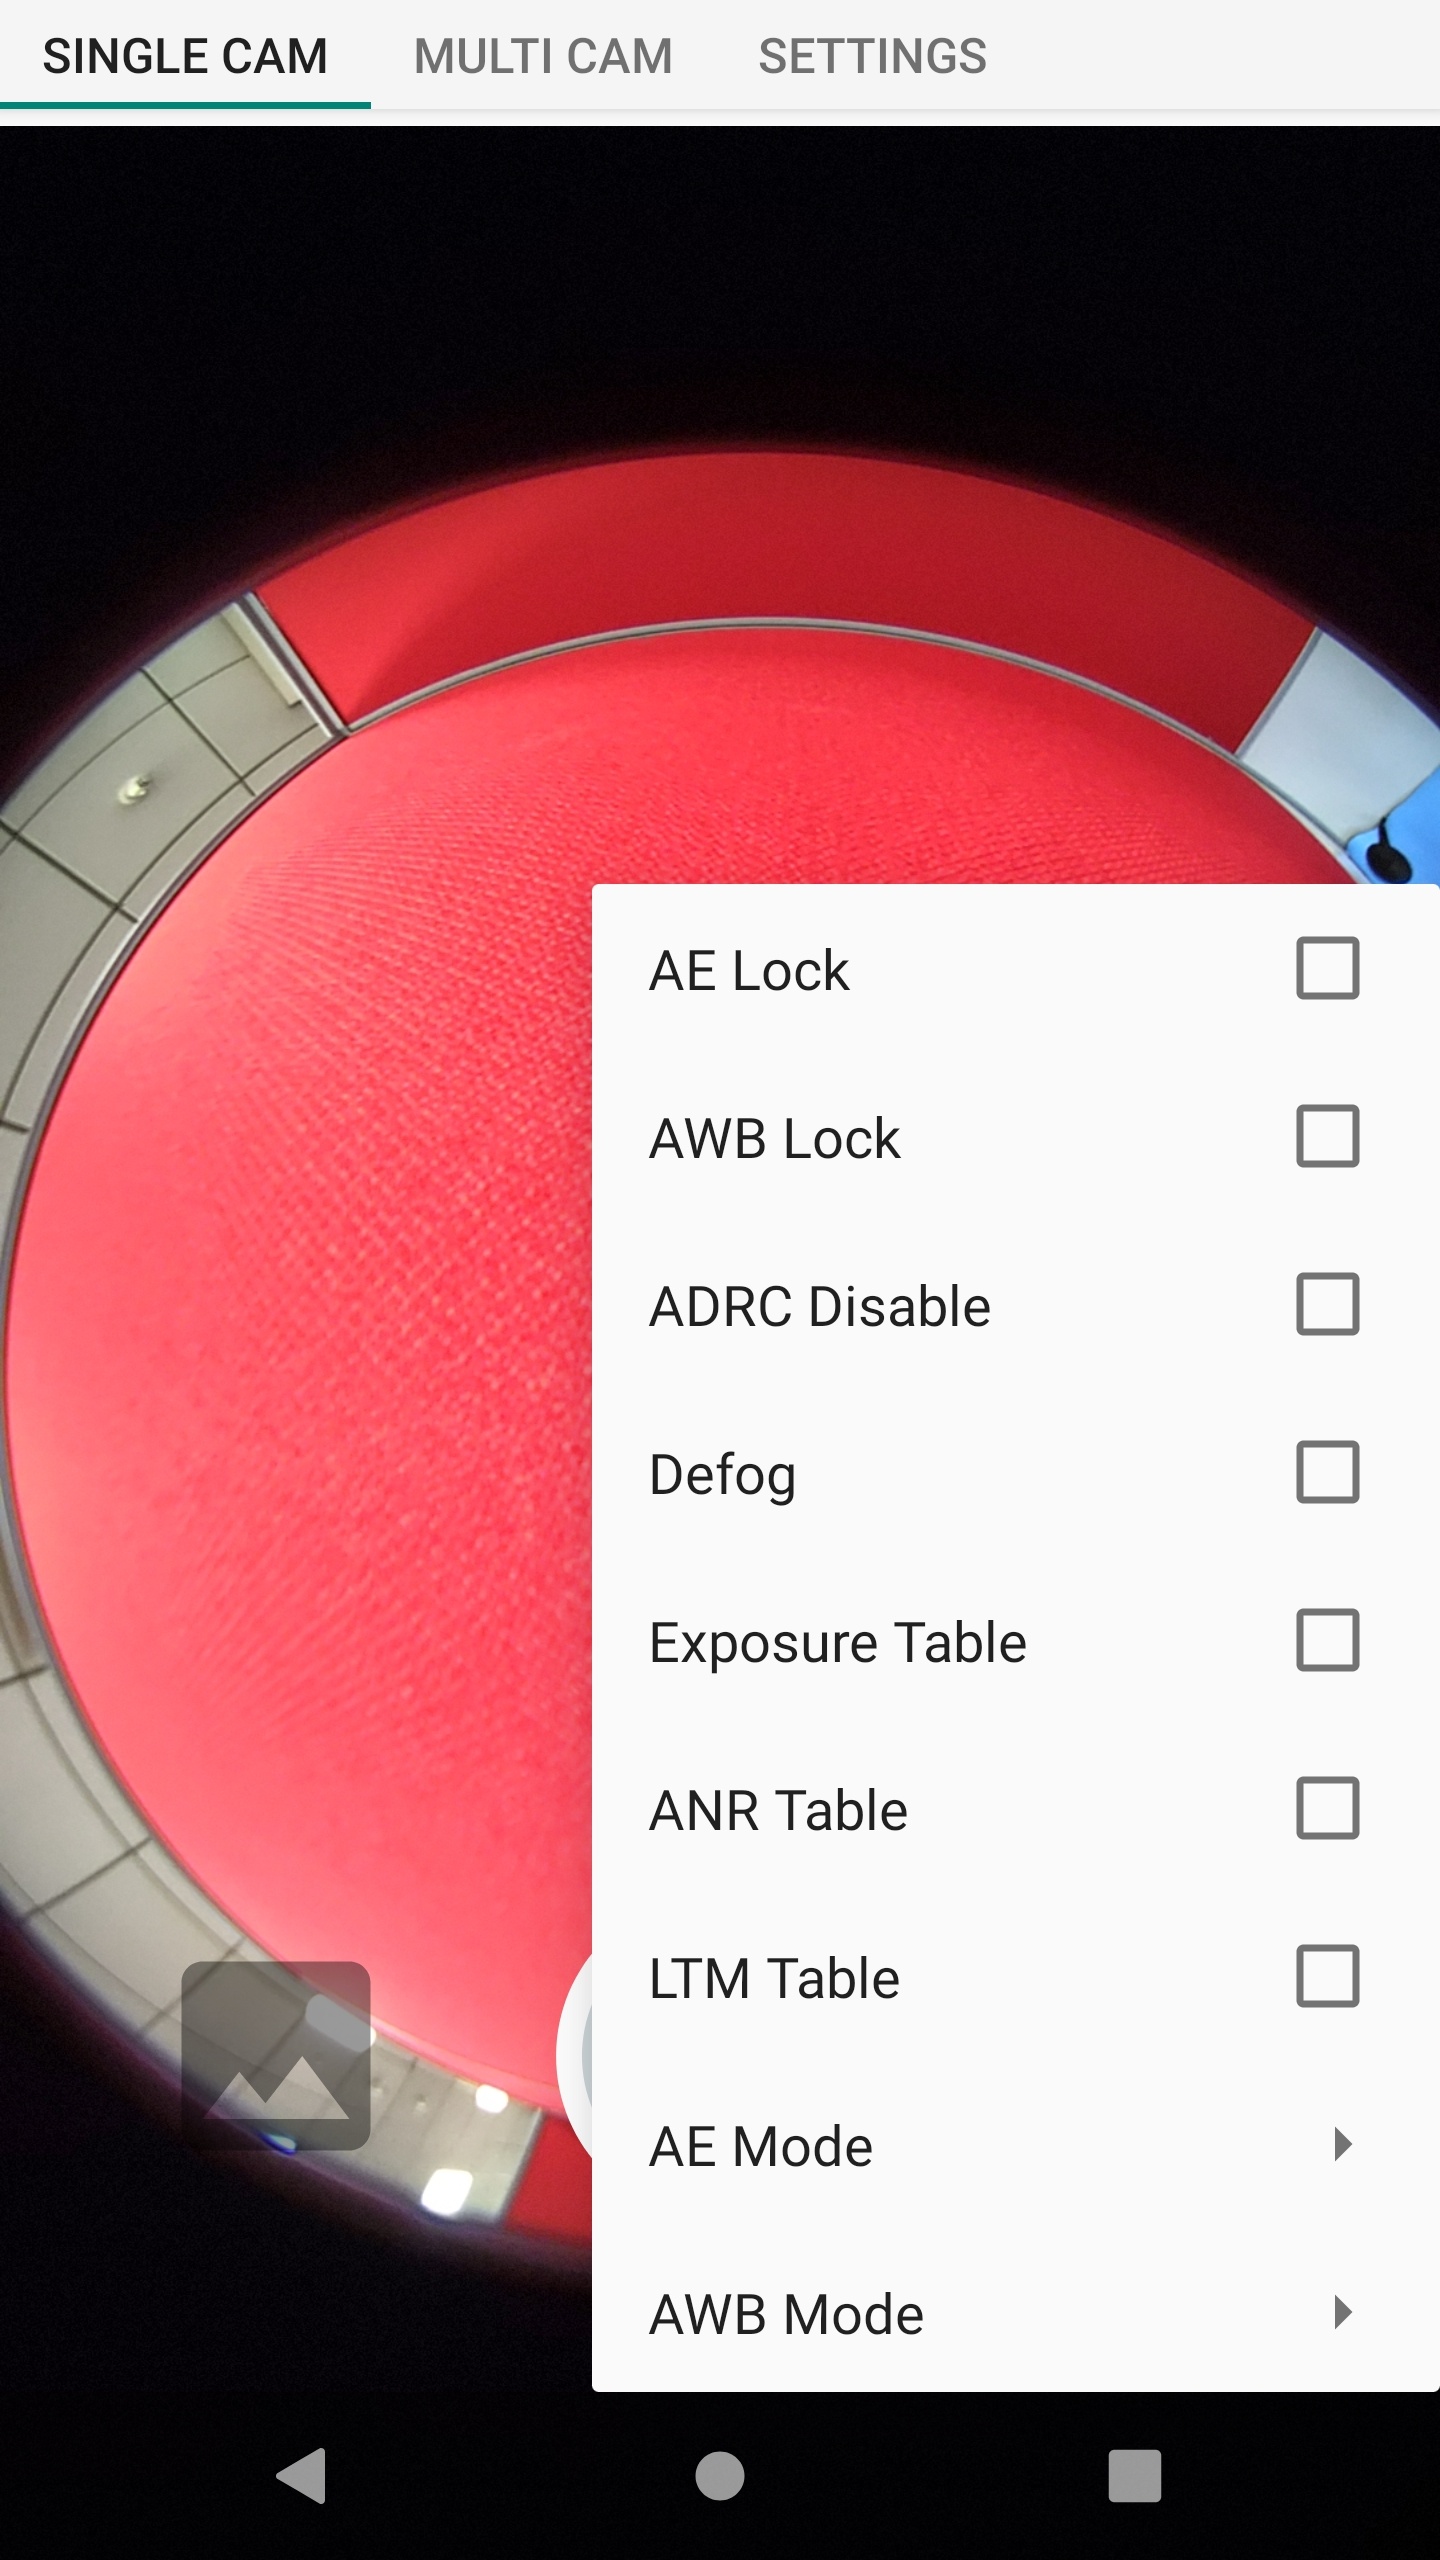 SINGLE CAM
MULTI CAM
SETTINGS
AE Lock
AWB Lock
ADRC Disable
Defog
Exposure Table
ANR Table
LTM Table
AE Mode
AWB Mode